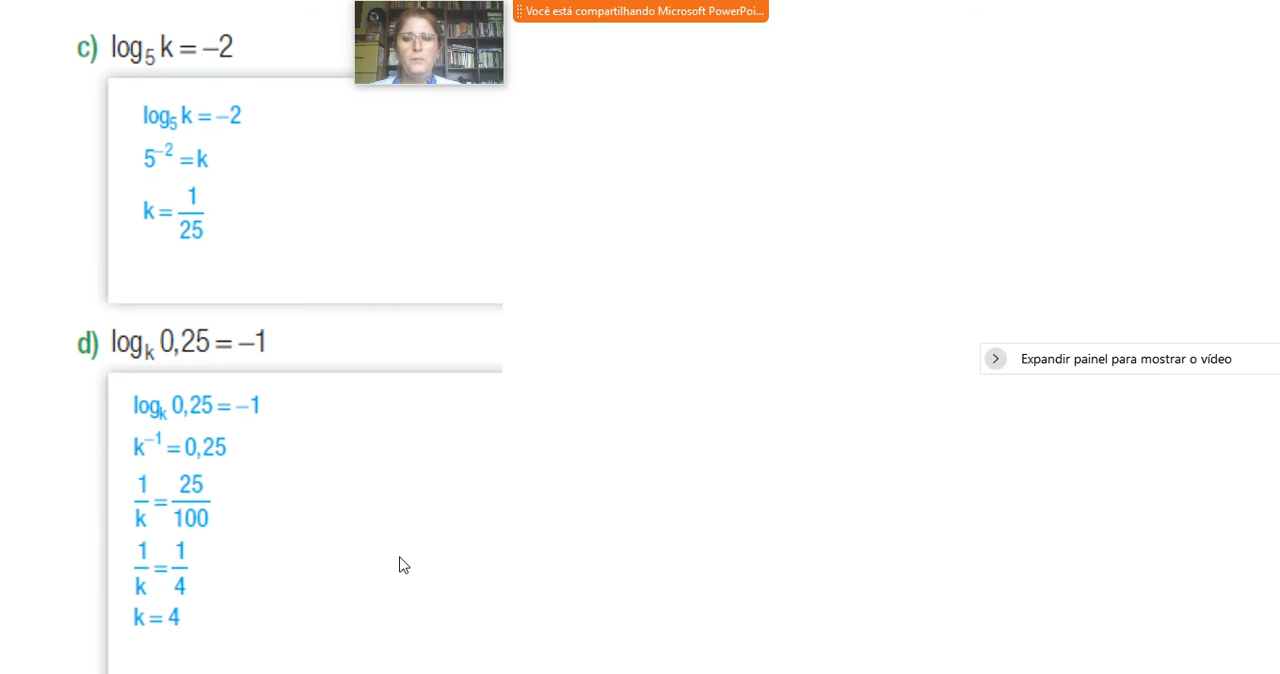 Você está compartilhando Microsoft PowerPoi...
c) log₅ k = –2
log₅ k = –2
5⁻² = k
k = 1/25
d) logₖ 0,25 = –1
Expandir painel para mostrar o vídeo
logₖ 0,25 = –1
k⁻¹ = 0,25
1/k = 25/100
1/k = 1/4
k = 4